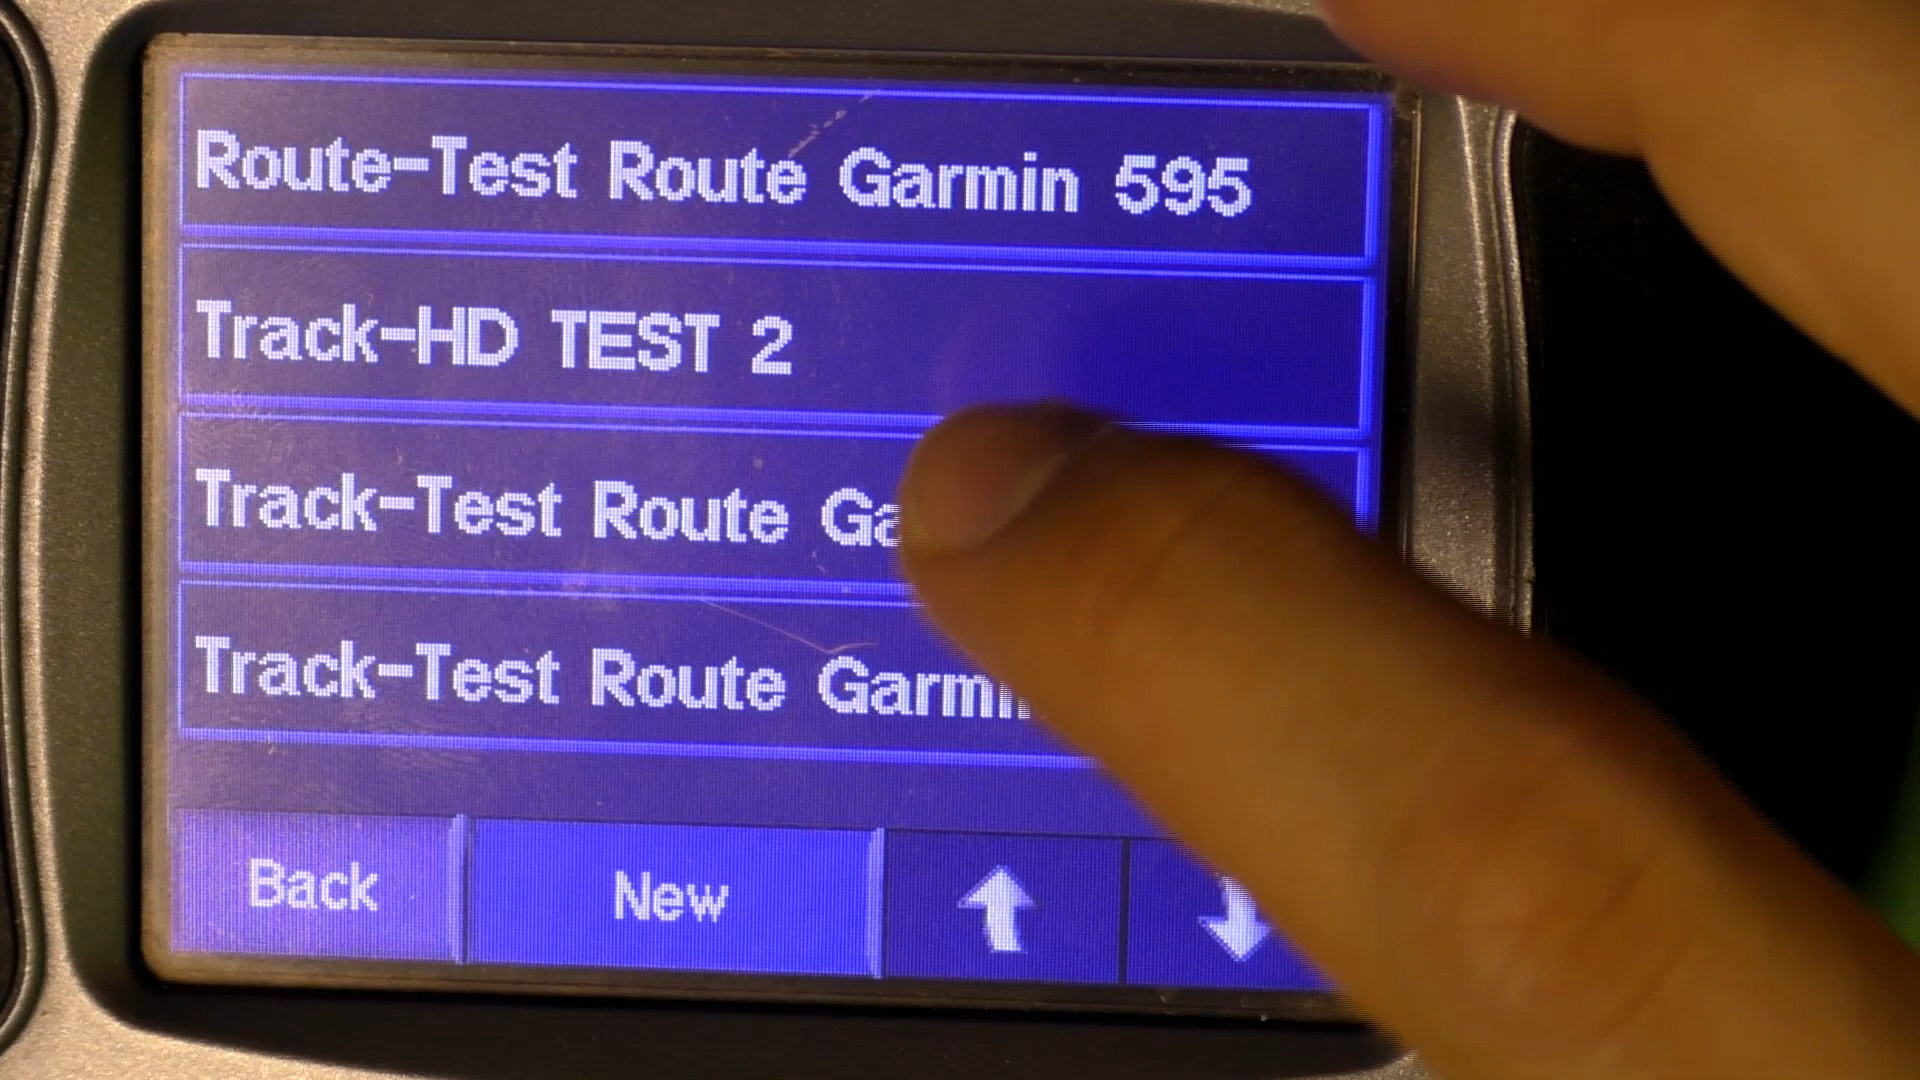 Route-Test Route Garmin 595
Track-HD TEST 2
Track-Test Route
Track-Test Route
Back
New